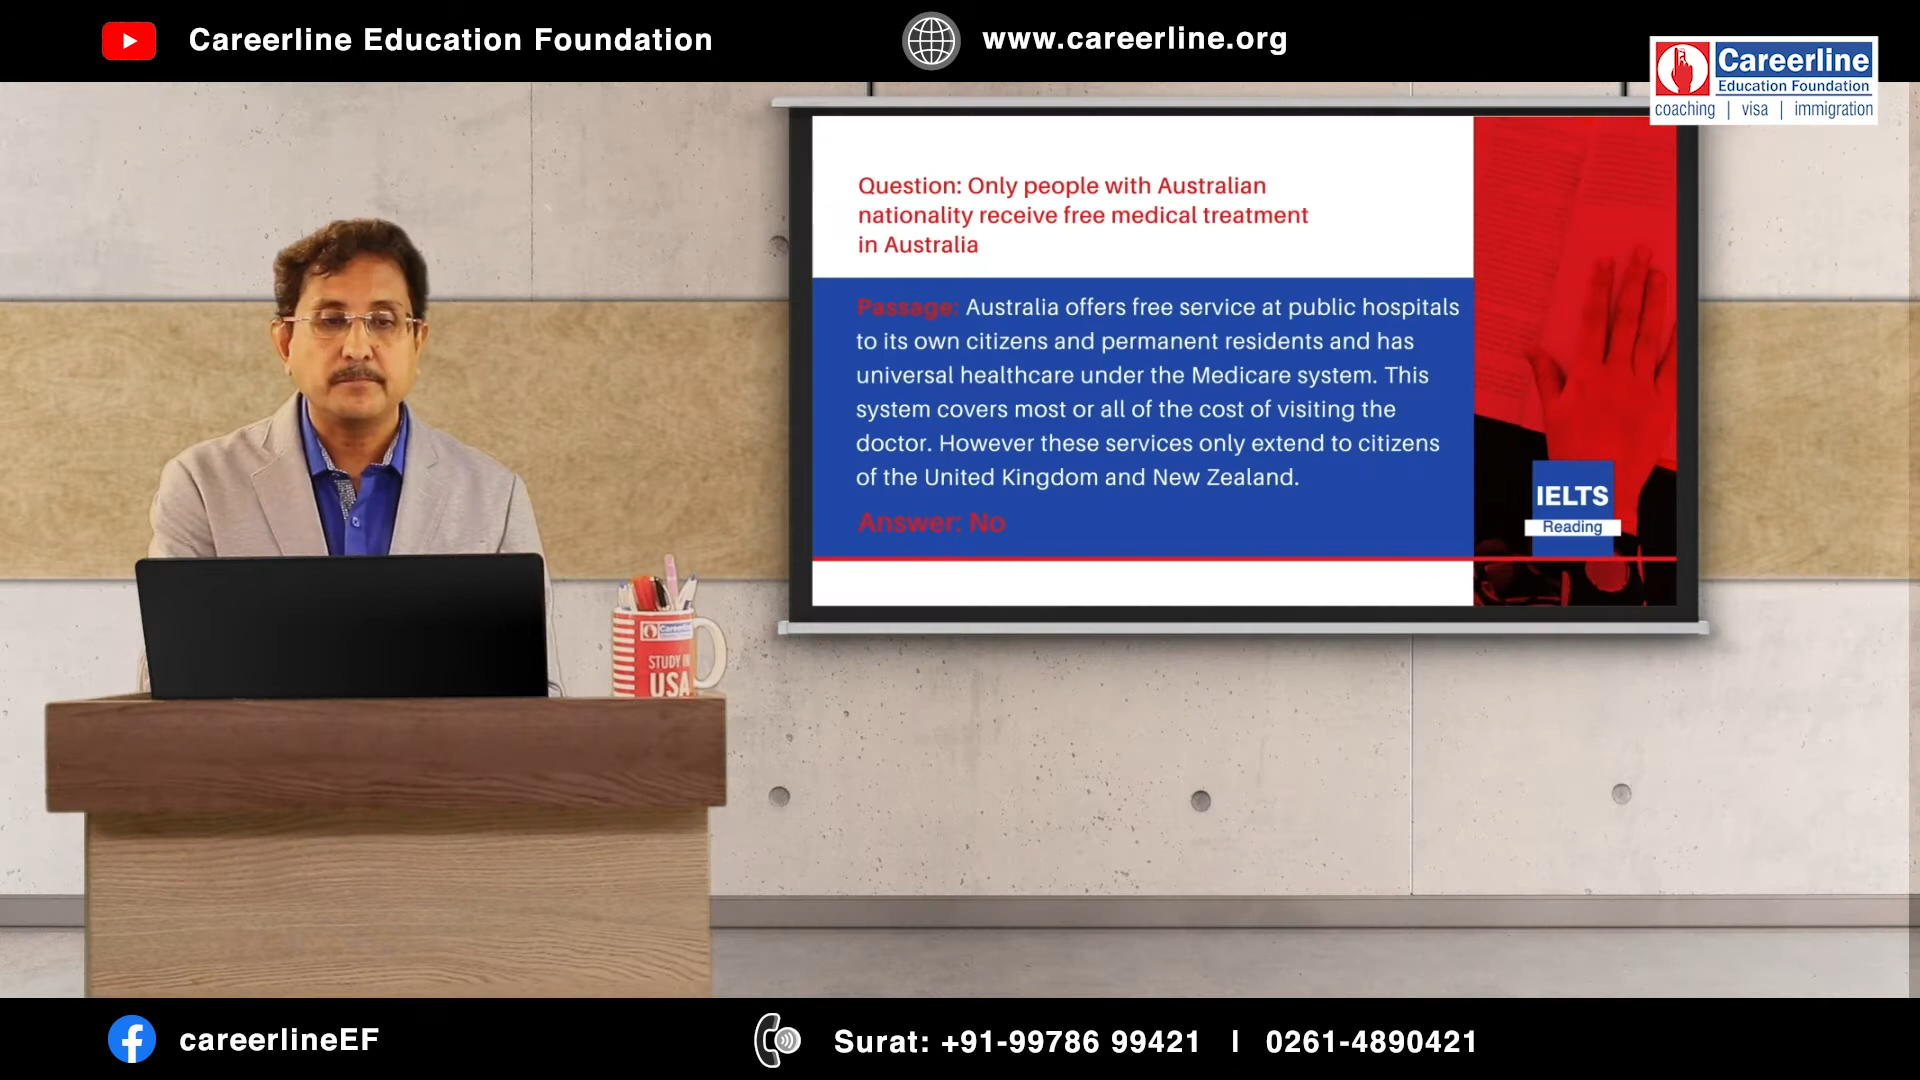 Careerline Education Foundation
www.careerline.org
Careerline
Education Foundation
coaching | visa | immigration
Question: Only people with Australian
nationality receive free medical treatment
in Australia
Passage: Australia offers free service at public hospitals
to its own citizens and permanent residents and has
universal healthcare under the Medicare system. This
system covers most or all of the cost of visiting the
doctor. However these services only extend to citizens
of the United Kingdom and New Zealand.
Answer: No
IELTS
Reading
Careerline
STUDY IN
USA
careerlineEF
Surat: +91-99786 99421 | 0261-4890421